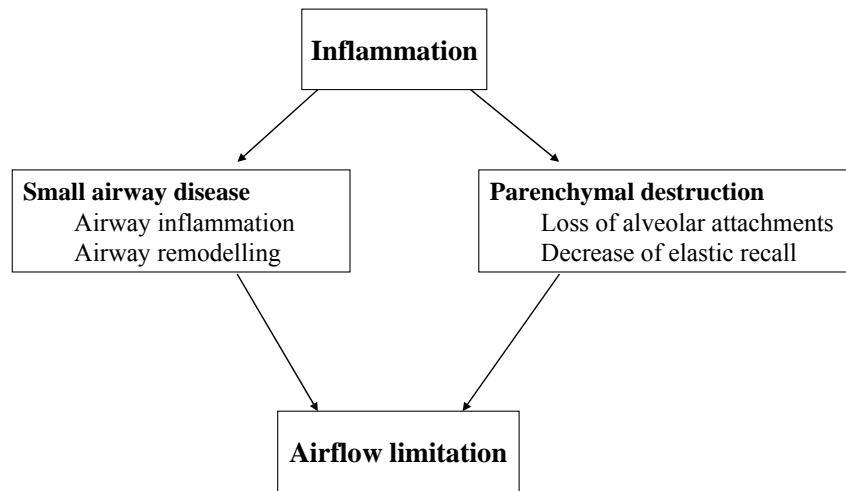 Inflammation
Small airway disease
Airway inflammation
Airway remodelling
Parenchymal destruction
Loss of alveolar attachments
Decrease of elastic recall
Airflow limitation